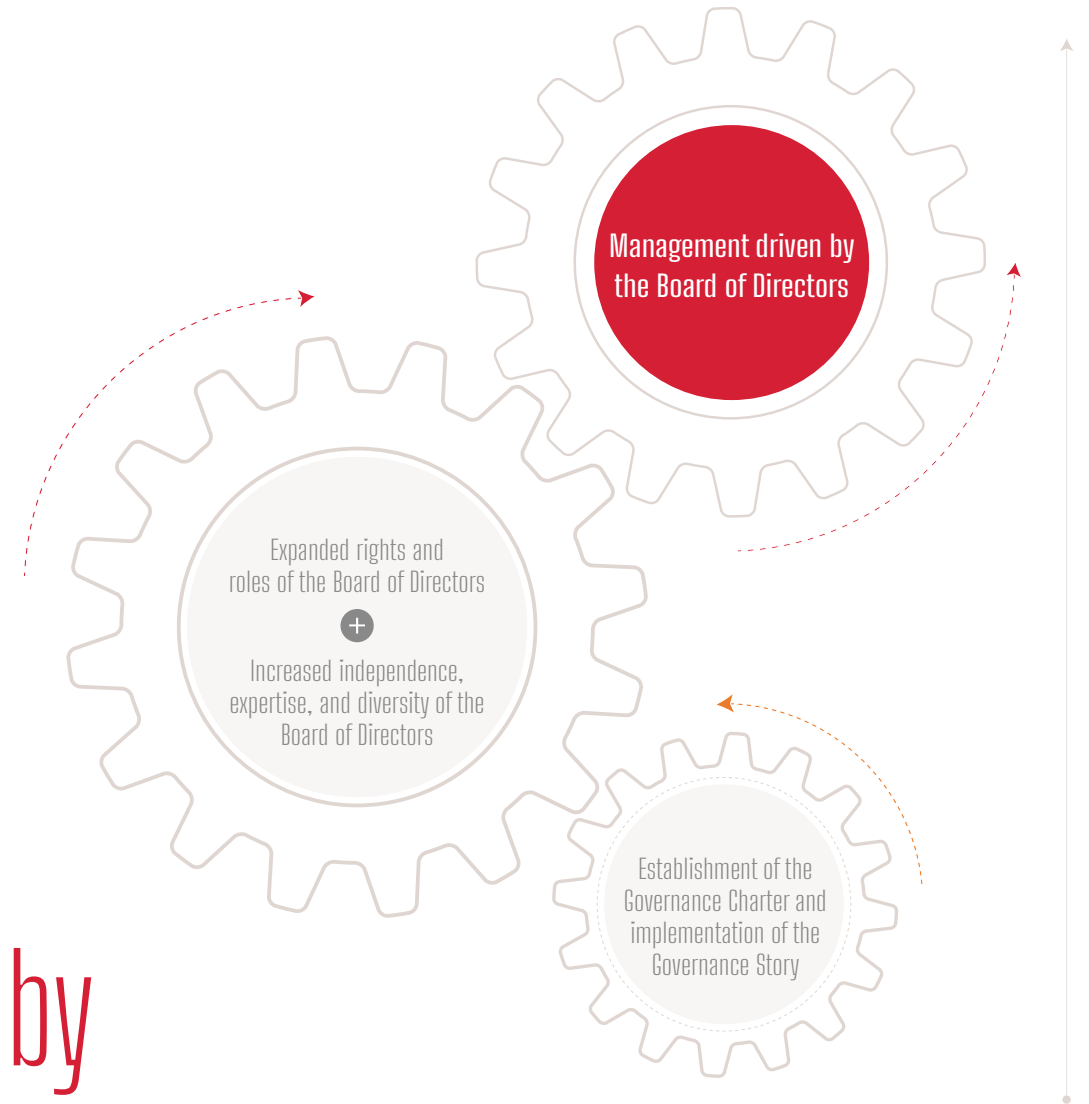 Management driven by
the Board of Directors
Expanded rights and
roles of the Board of Directors
+
Increased independence,
expertise, and diversity of the
Board of Directors
Establishment of the
Governance Charter and
implementation of the
Governance Story
by